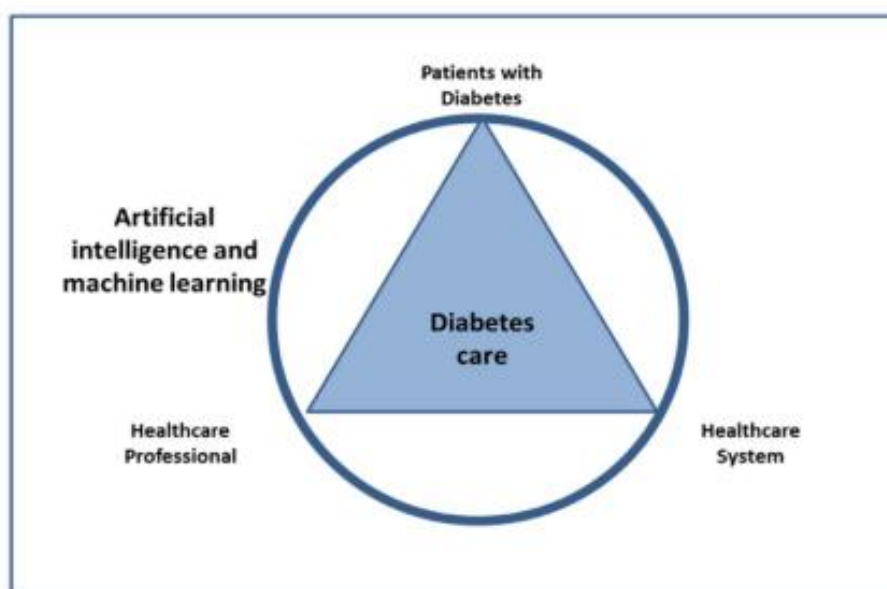 Patients with
Diabetes
Artificial
intelligence and
machine learning
Diabetes
care
Healthcare
Professional
Healthcare
System